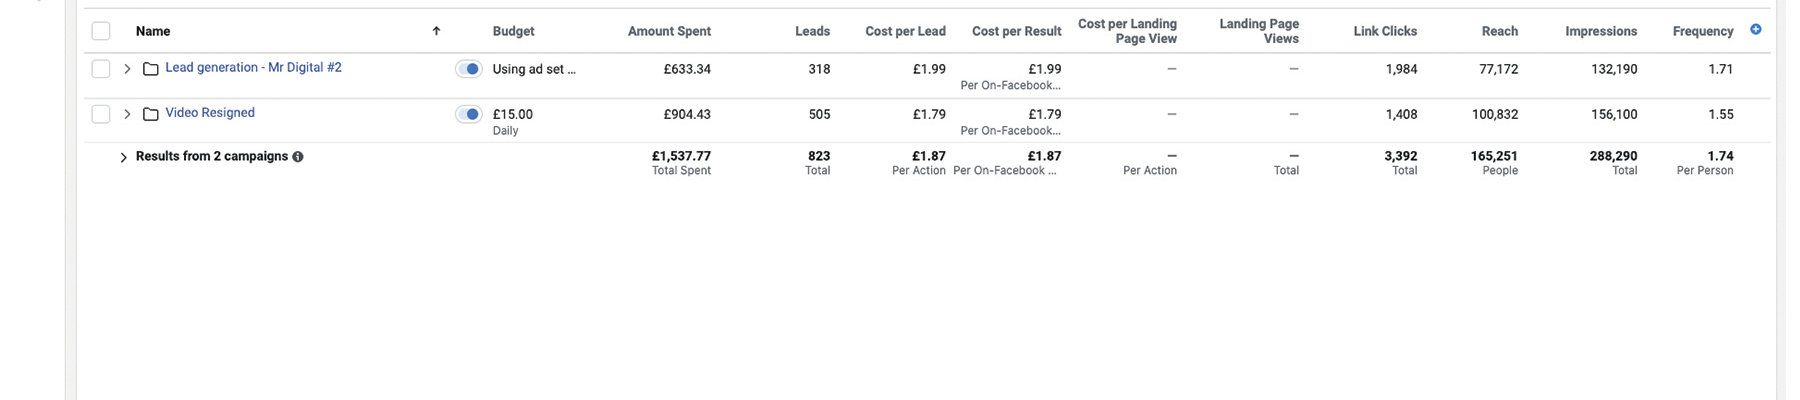 Name Budget Amount Spent Leads Cost per Lead Cost per Result Cost per Landing Page View Landing Page Views Link Clicks Reach Impressions Frequency
Lead generation - Mr Digital #2 Using ad set ... £633.34 318 £1.99 £1.99 — — 1,984 77,172 132,190 1.71
Per On-Facebook...
Video Resigned £15.00 £904.43 505 £1.79 £1.79 — — 1,408 100,832 156,100 1.55
Daily Per On-Facebook...
Results from 2 campaigns £1,537.77 823 £1.87 £1.87 — — 3,392 165,251 288,290 1.74
Total Spent Total Per Action Per On-Facebook ... Per Action Total Total People Total Per Person